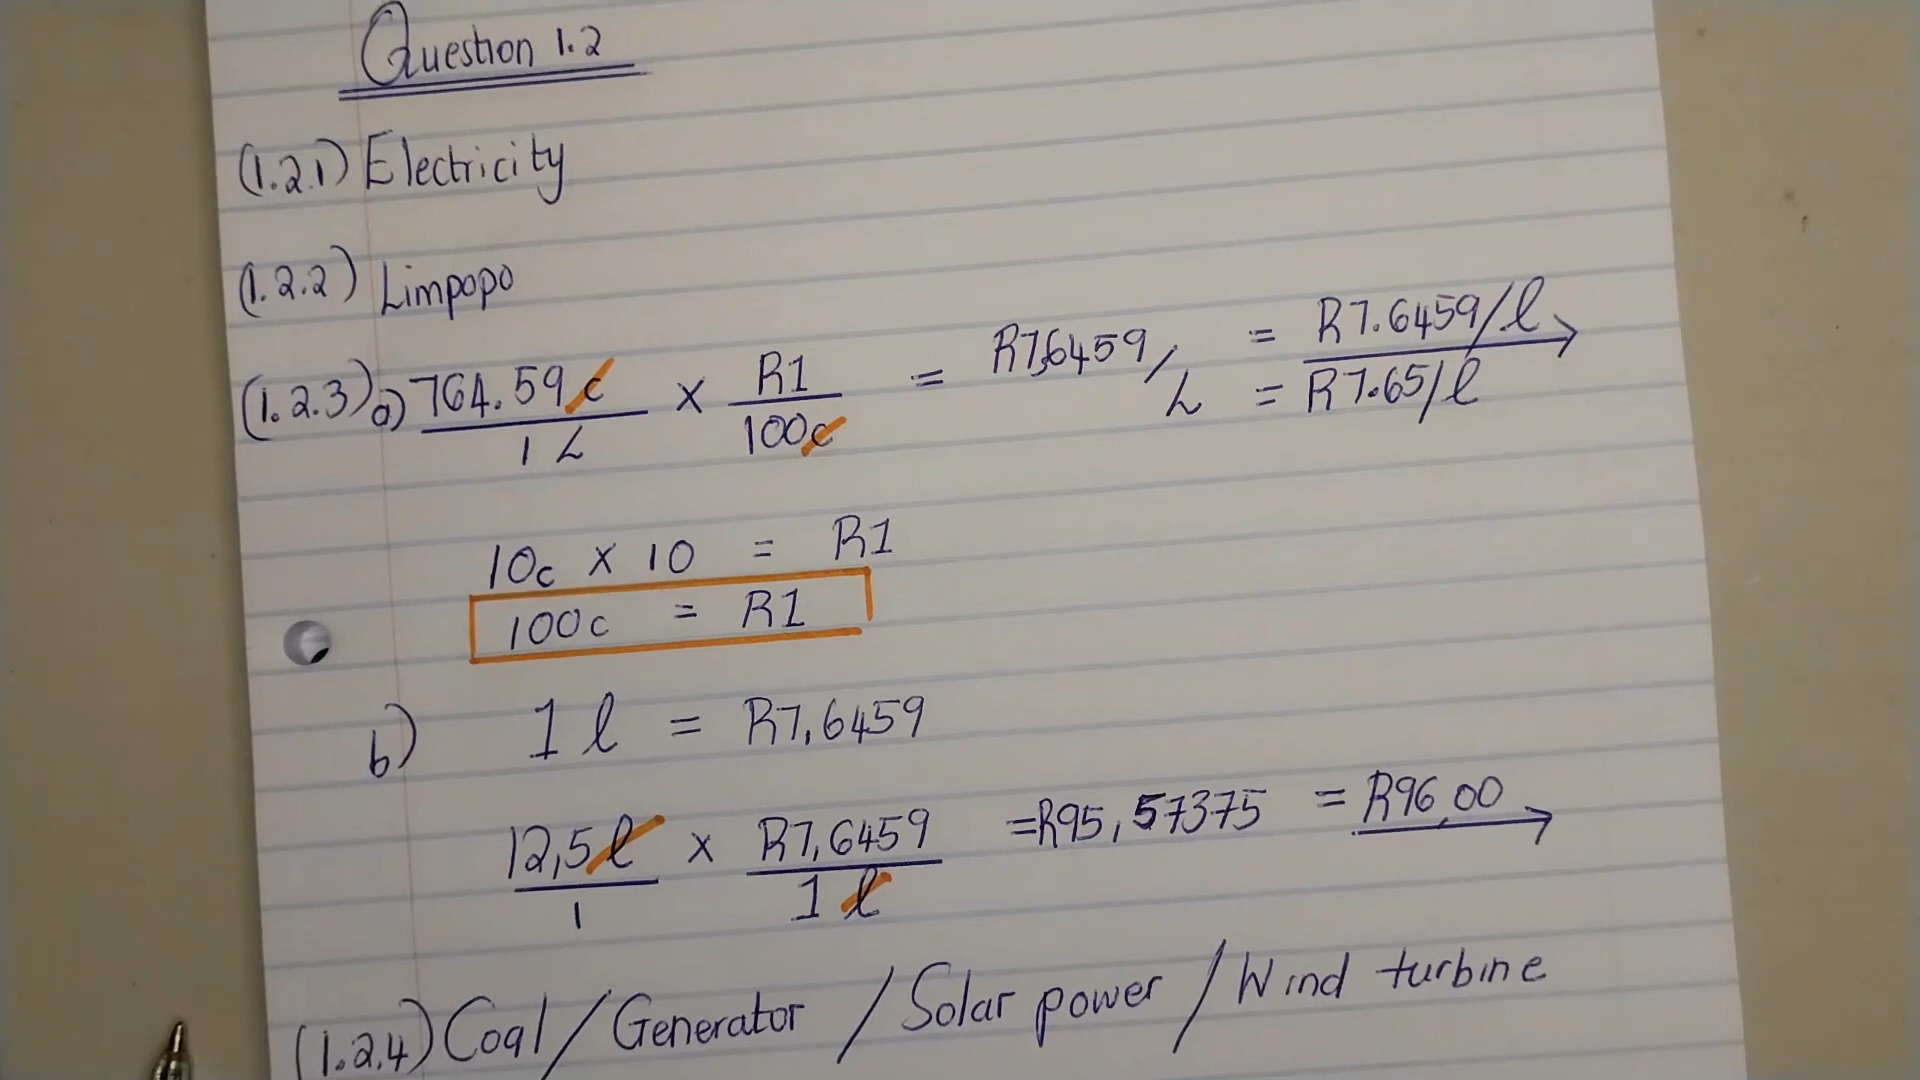 Question 1.2
(1.2.1) Electricity
(1.2.2) Limpopo
(1.2.3) a) 764.59c / 1 L × R1 / 100c = R7,6459 / L = R7.6459/l
= R7.65/l
10c × 10 = R1
100c = R1
b) 1 l = R7,6459
12,5l / 1 × R7,6459 / 1 l = R95,57375 = R96,00
(1.2.4) Coal / Generator / Solar power / Wind turbine